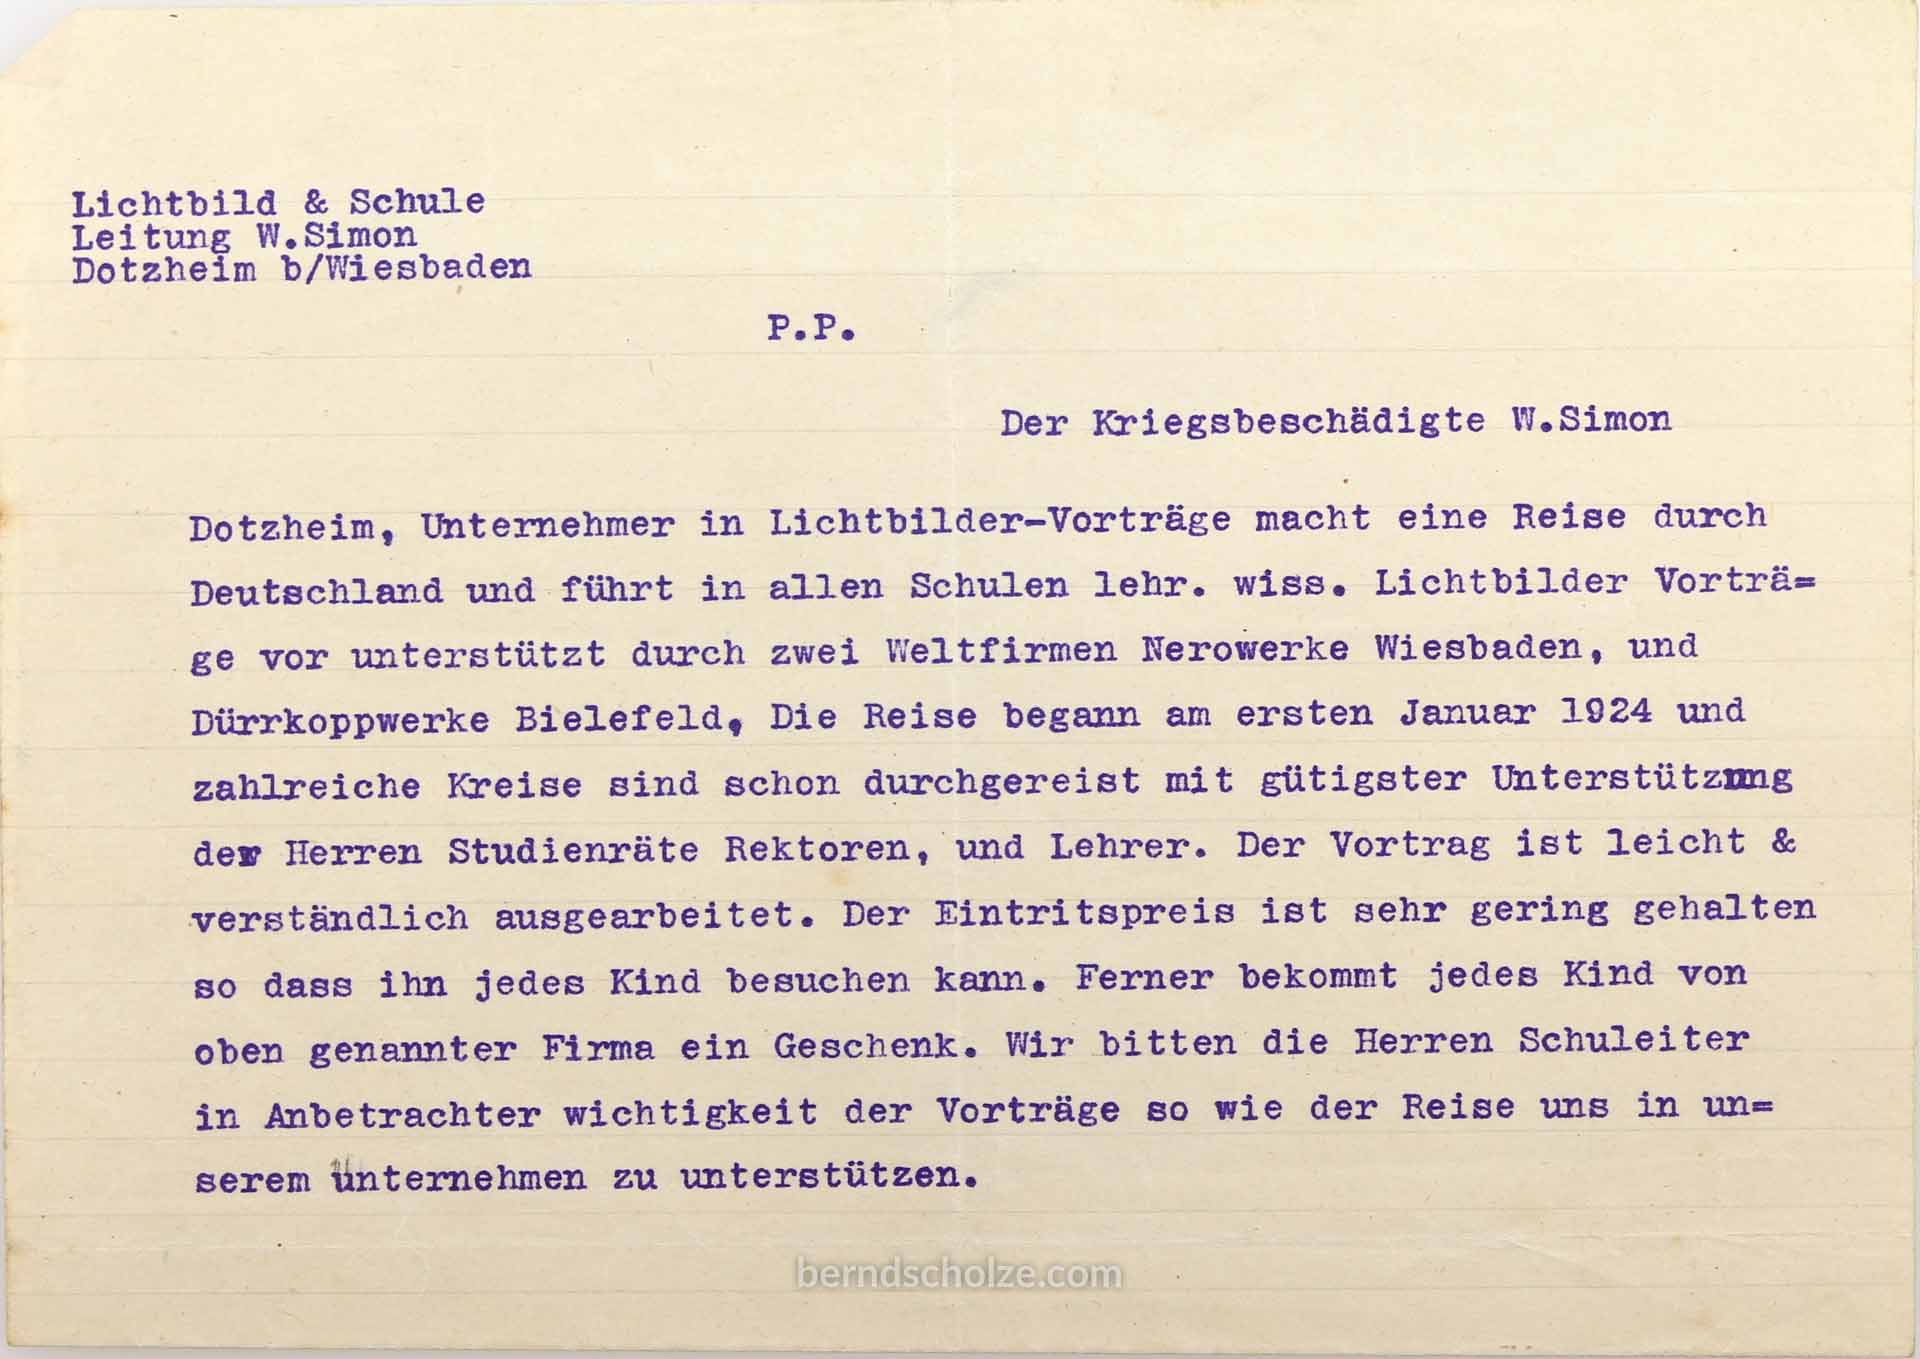 Lichtbild & Schule
Leitung W.Simon
Dotzheim b/Wiesbaden
P.P.
Der Kriegsbeschädigte W.Simon
Dotzheim, Unternehmer in Lichtbilder-Vorträge macht eine Reise durch
Deutschland und führt in allen Schulen lehr. wiss. Lichtbilder Vorträ=
ge vor unterstützt durch zwei Weltfirmen Nerowerke Wiesbaden, und
Dürrkoppwerke Bielefeld, Die Reise begann am ersten Januar 1924 und
zahlreiche Kreise sind schon durchgereist mit gütigster Unterstützung
der Herren Studienräte Rektoren, und Lehrer. Der Vortrag ist leicht &
verständlich ausgearbeitet. Der Eintritspreis ist sehr gering gehalten
so dass ihn jedes Kind besuchen kann. Ferner bekommt jedes Kind von
oben genannter Firma ein Geschenk. Wir bitten die Herren Schuleiter
in Anbetrachter wichtigkeit der Vorträge so wie der Reise uns in un=
serem unternehmen zu unterstützen.
berndscholze.com